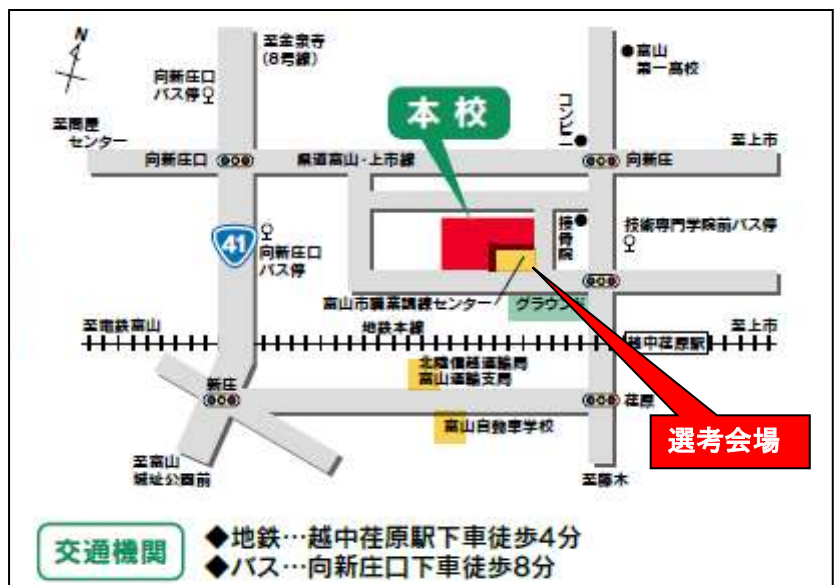 N
至金泉寺
(8号線)
富山
第一高校
向新庄口
バス停
コンビニ
本校
至問屋
センター
至上市
向新庄口
県道富山・上市線
向新庄
41
向新庄口
バス停
接骨院
技術専門学院前バス停
富山市職業訓練センター
グラウンド
至電鉄富山
地鉄本線
越中荏原駅
至上市
北陸信越運輸局
富山運輸支局
新庄
荏原
富山自動車学校
選考会場
至富山
城址公園前
至藤木
交通機関
◆地鉄…越中荏原駅下車徒歩4分
◆バス…向新庄口下車徒歩8分